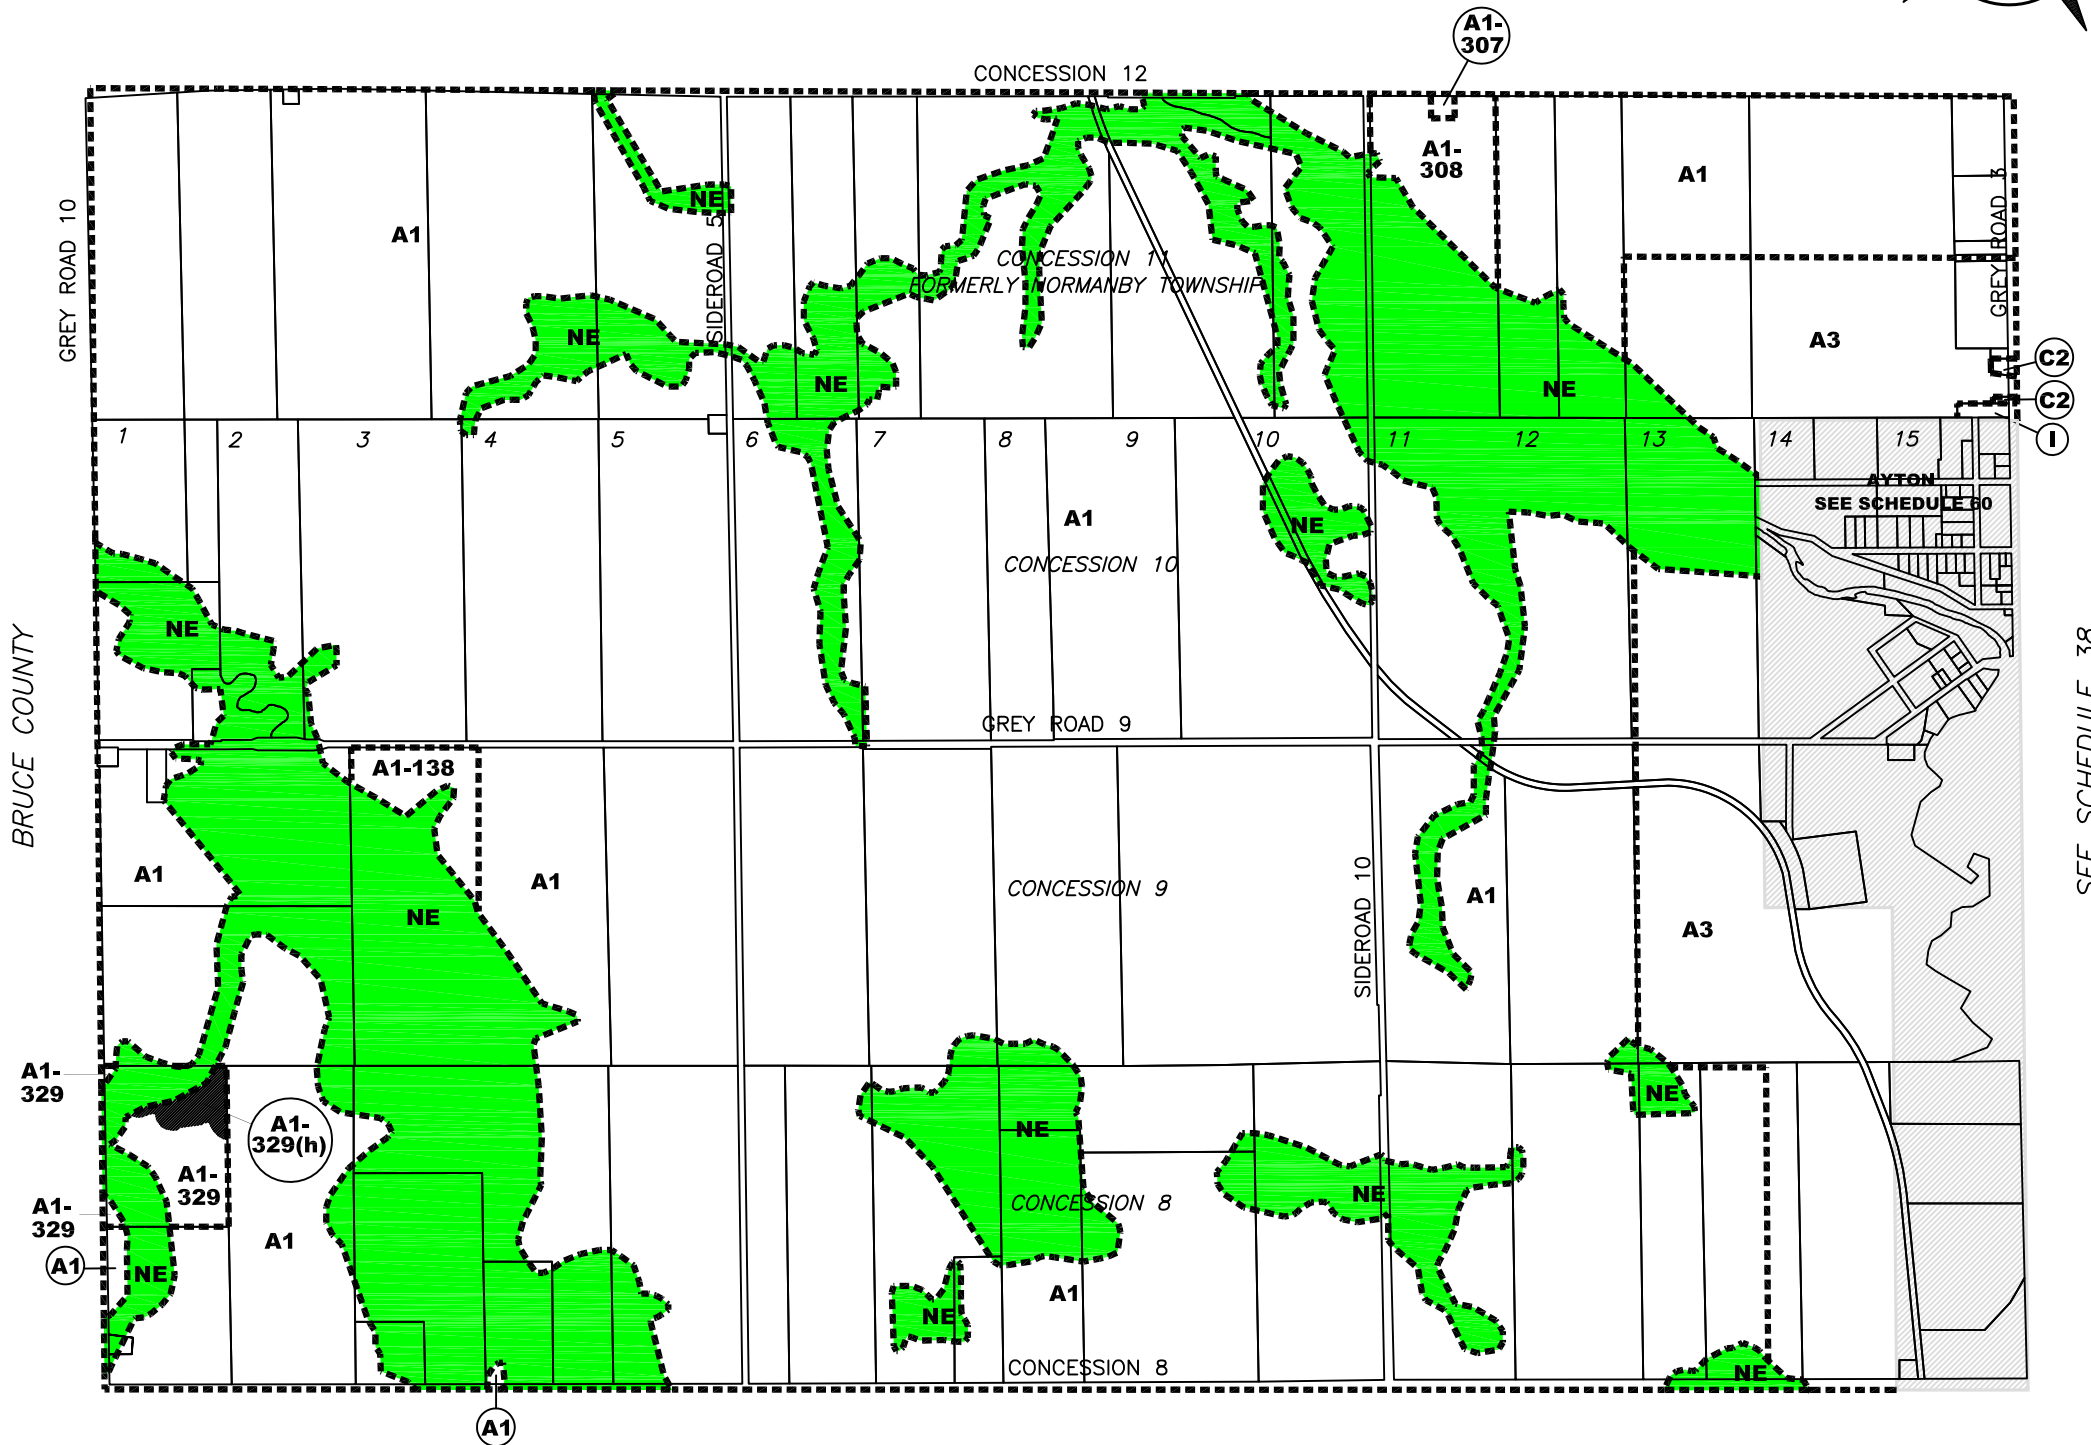 A1-
307
CONCESSION 12
GREY ROAD 10
A1
NE
SIDEROAD 5
CONCESSION 11
FORMERLY NORMANBY TOWNSHIP
A1-
308
A1
GREY ROAD 3
A3
C2
C2
I
NE
NE
NE
1
2
3
4
5
6
7
8
9
10
11
12
13
14
15
AYTON
SEE SCHEDULE 60
A1
CONCESSION 10
NE
NE
BRUCE COUNTY
SEE SCHEDULE 38
GREY ROAD 9
A1-138
A1
A1
NE
CONCESSION 9
SIDEROAD 10
A1
A3
A1-
329
A1-
329(h)
A1-
329
A1-
329
A1
A1
NE
NE
CONCESSION 8
NE
NE
A1
NE
CONCESSION 8
NE
A1